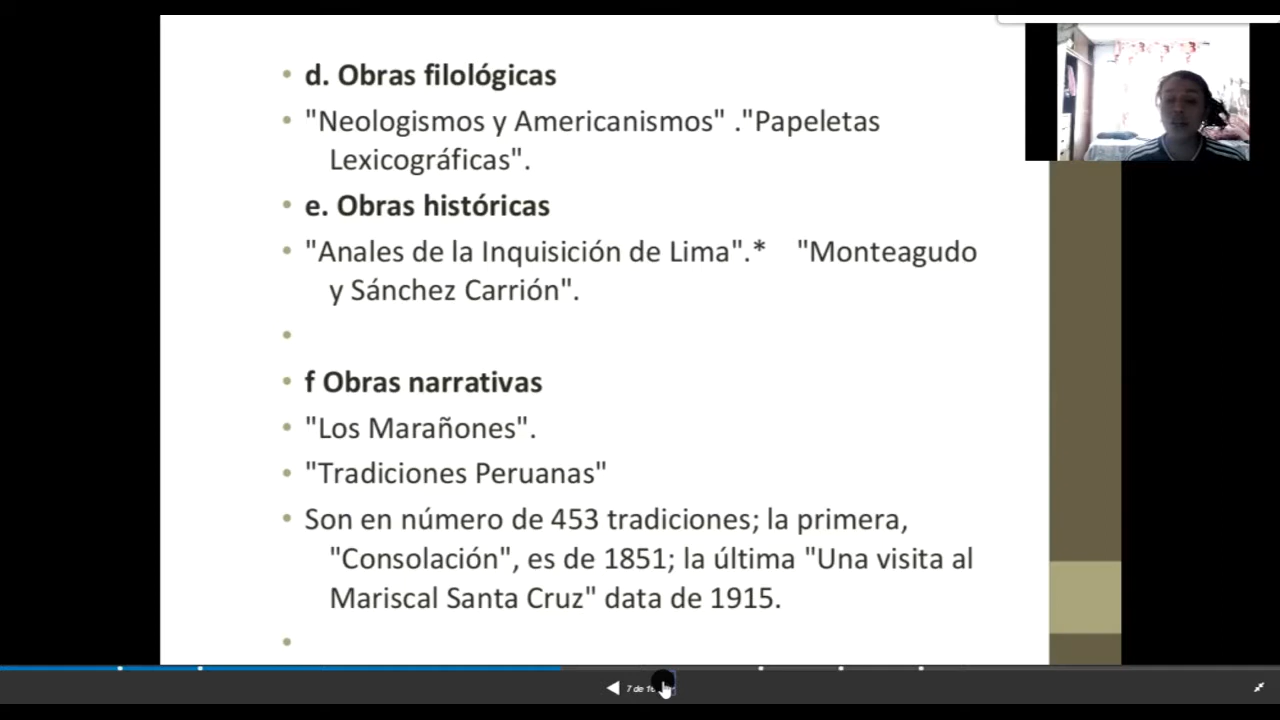 d. Obras filológicas
"Neologismos y Americanismos" ."Papeletas
Lexicográficas".
e. Obras históricas
"Anales de la Inquisición de Lima".* "Monteagudo
y Sánchez Carrión".
f Obras narrativas
"Los Marañones".
"Tradiciones Peruanas"
Son en número de 453 tradiciones; la primera,
"Consolación", es de 1851; la última "Una visita al
Mariscal Santa Cruz" data de 1915.
7 de